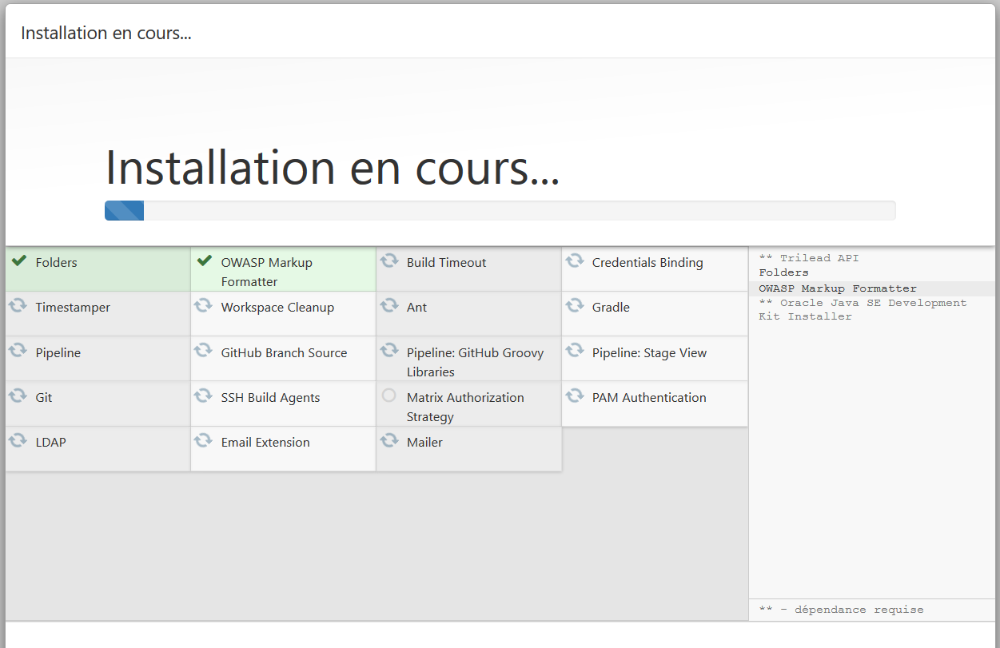 Installation en cours...
Installation en cours...
Folders
OWASP Markup
Formatter
Build Timeout
Credentials Binding
Timestamper
Workspace Cleanup
Ant
Gradle
Pipeline
GitHub Branch Source
Pipeline: GitHub Groovy
Libraries
Pipeline: Stage View
Git
SSH Build Agents
Matrix Authorization
Strategy
PAM Authentication
LDAP
Email Extension
Mailer
** Trilead API
Folders
OWASP Markup Formatter
** Oracle Java SE Development
Kit Installer
** - dépendance requise